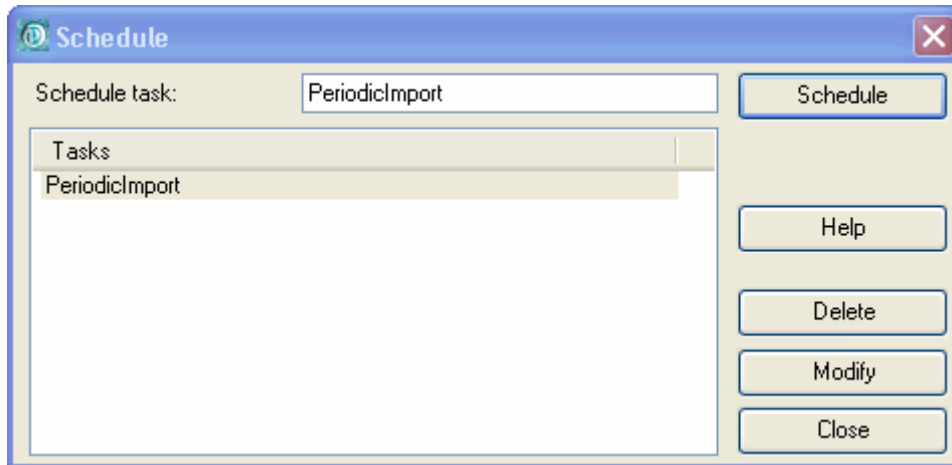 Schedule
Schedule task: PeriodicImport Schedule
Tasks
PeriodicImport
Help
Delete
Modify
Close